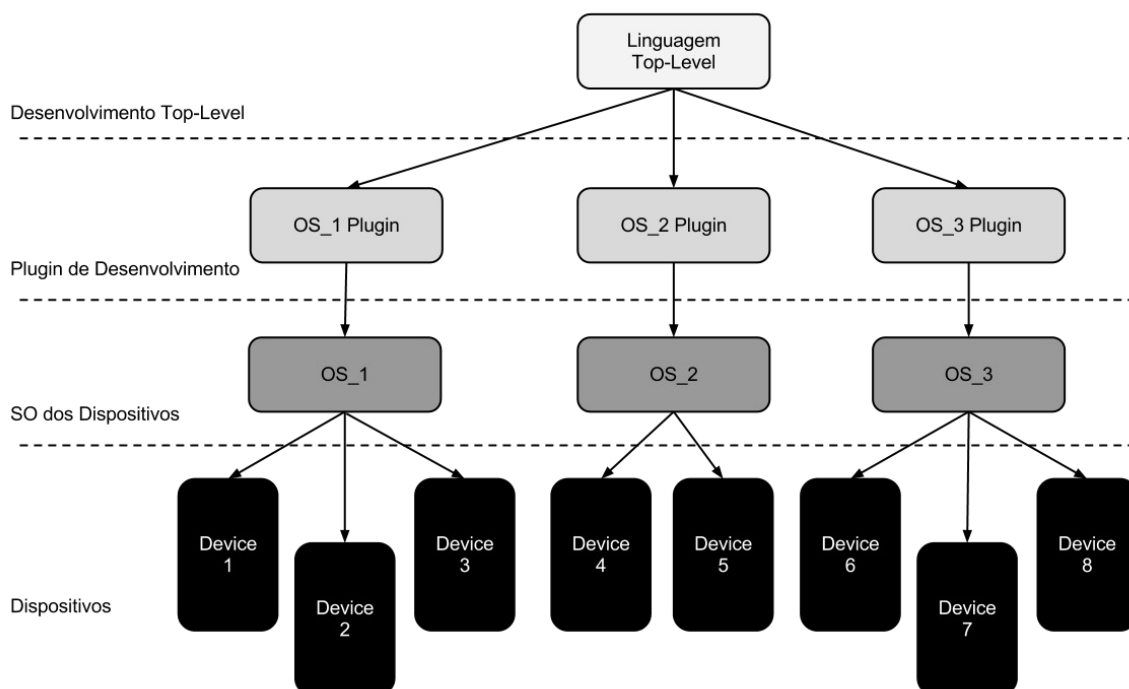 Linguagem
Top-Level
Desenvolvimento Top-Level
OS_1 Plugin
OS_2 Plugin
OS_3 Plugin
Plugin de Desenvolvimento
OS_1
OS_2
OS_3
SO dos Dispositivos
Device
1
Device
2
Device
3
Device
4
Device
5
Device
6
Device
7
Device
8
Dispositivos